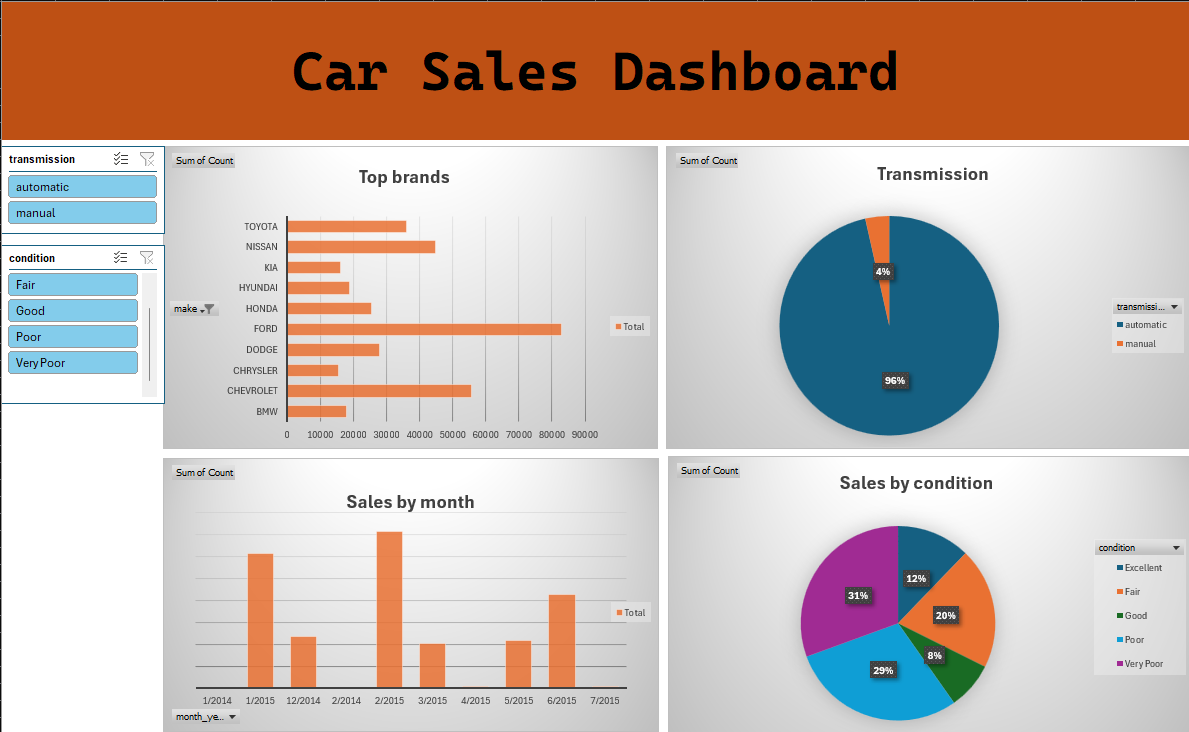 Car Sales Dashboard
transmission
automatic
manual
condition
Fair
Good
Poor
Very Poor
Sum of Count
Top brands
TOYOTA
NISSAN
KIA
HYUNDAI
HONDA
FORD
DODGE
CHRYSLER
CHEVROLET
BMW
make
0 10000 20000 30000 40000 50000 60000 70000 80000 90000
Total
Sum of Count
Transmission
4%
96%
transmissi...
automatic
manual
Sum of Count
Sales by month
Total
1/2014 1/2015 12/2014 2/2014 2/2015 3/2015 4/2015 5/2015 6/2015 7/2015
month_ye...
Sum of Count
Sales by condition
12%
31%
20%
8%
29%
condition
Excellent
Fair
Good
Poor
Very Poor